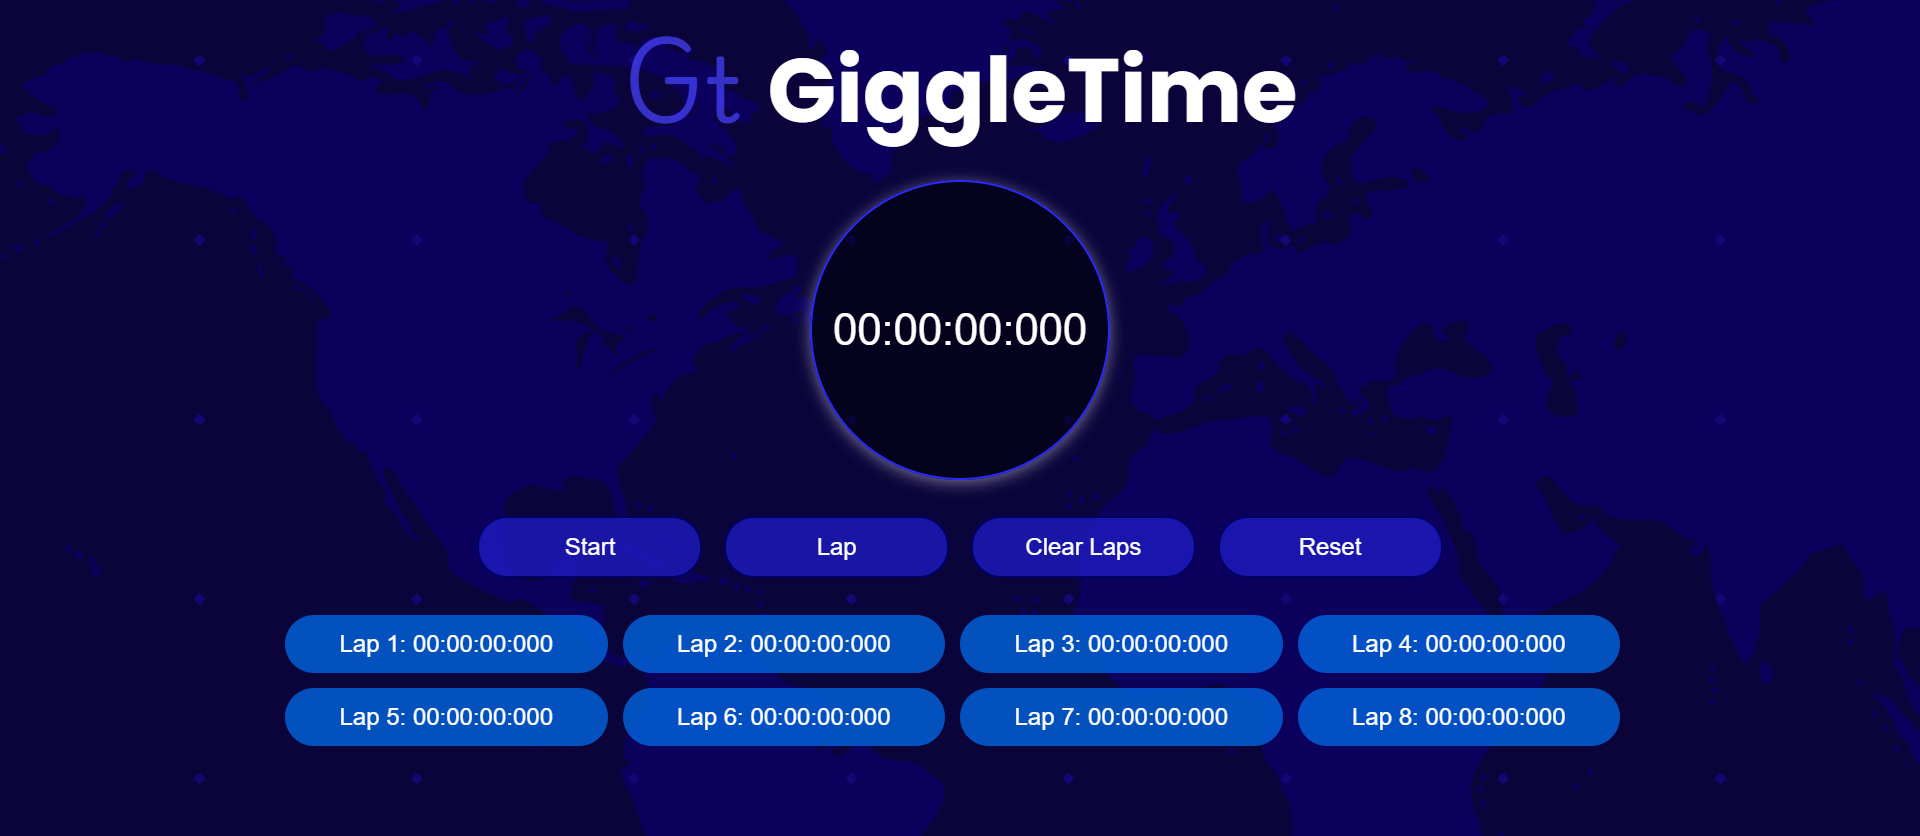 Gt GiggleTime
00:00:00:000
Start Lap Clear Laps Reset
Lap 1: 00:00:00:000 Lap 2: 00:00:00:000 Lap 3: 00:00:00:000 Lap 4: 00:00:00:000
Lap 5: 00:00:00:000 Lap 6: 00:00:00:000 Lap 7: 00:00:00:000 Lap 8: 00:00:00:000